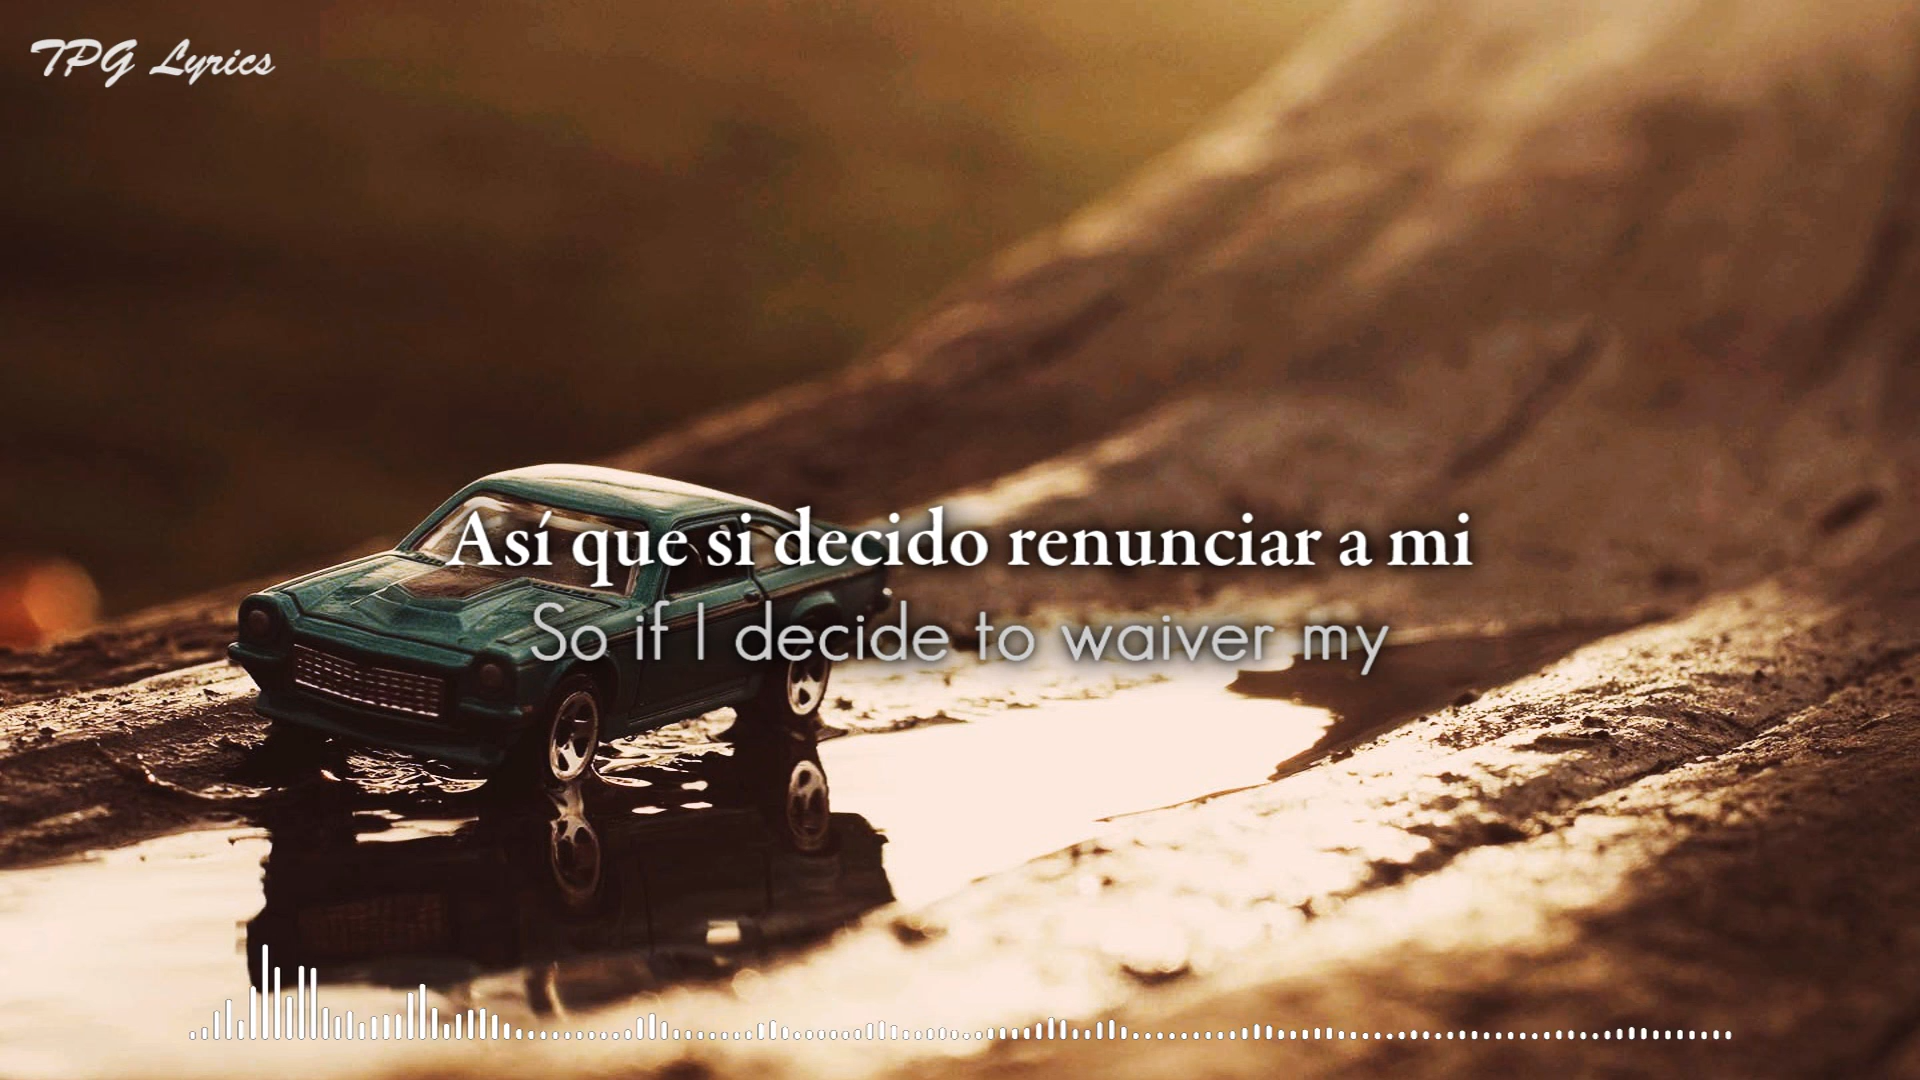 TPG Lyrics
Así que si decido renunciar a mi
So if I decide to waiver my